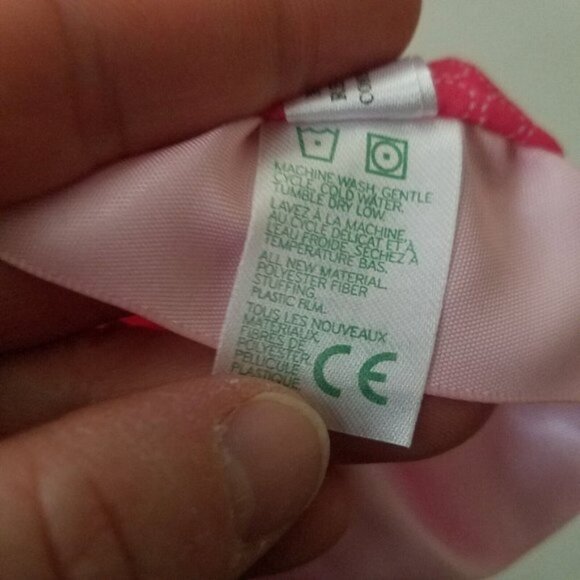 MACHINE WASH, GENTLE
CYCLE, COLD WATER.
TUMBLE DRY LOW.
LAVEZ À LA MACHINE
AU CYCLE DÉLICAT ET À
L'EAU FROIDE. SÉCHEZ À
TEMPÉRATURE BAS.
ALL NEW MATERIAL.
POLYESTER FIBER
STUFFING.
PLASTIC FILM.
TOUS LES NOUVEAUX
MATERIAUX.
FIBRES DE
POLYESTER.
PELLICULE
PLASTIQUE.
CE